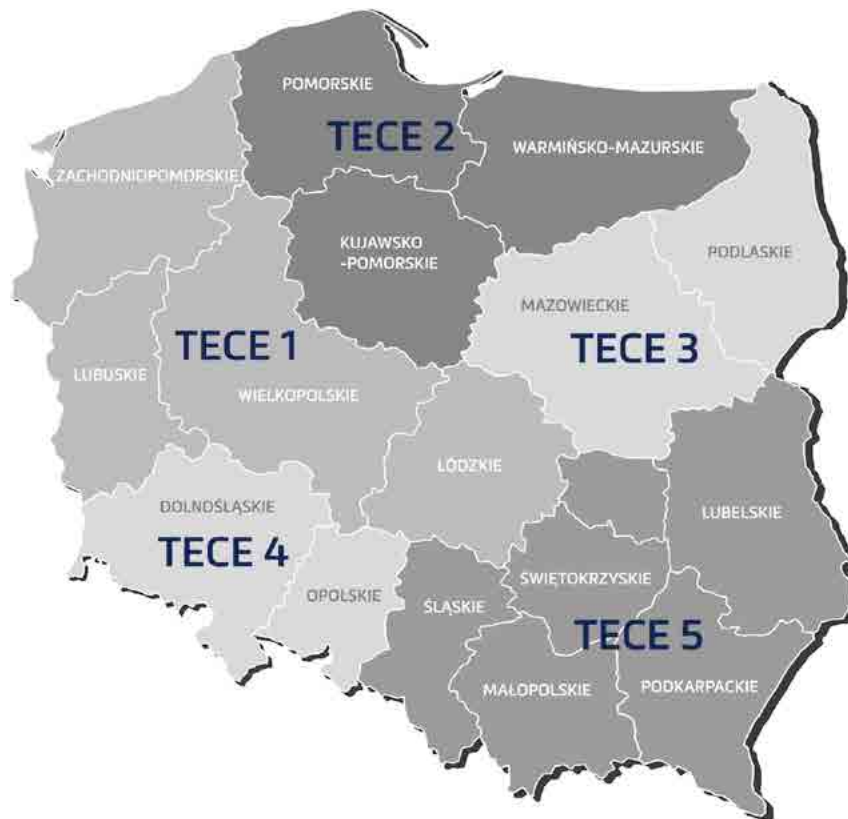 POMORSKIE
TECE 2
WARMIŃSKO-MAZURSKIE
ZACHODNIOPOMORSKIE
KUJAWSKO
-POMORSKIE
PODLASKIE
MAZOWIECKIE
TECE 1
TECE 3
LUBUSKIE
WIELKOPOLSKIE
ŁÓDZKIE
DOLNOŚLĄSKIE
LUBELSKIE
TECE 4
ŚWIĘTOKRZYSKIE
OPOLSKIE
ŚLĄSKIE
TECE 5
MAŁOPOLSKIE
PODKARPACKIE